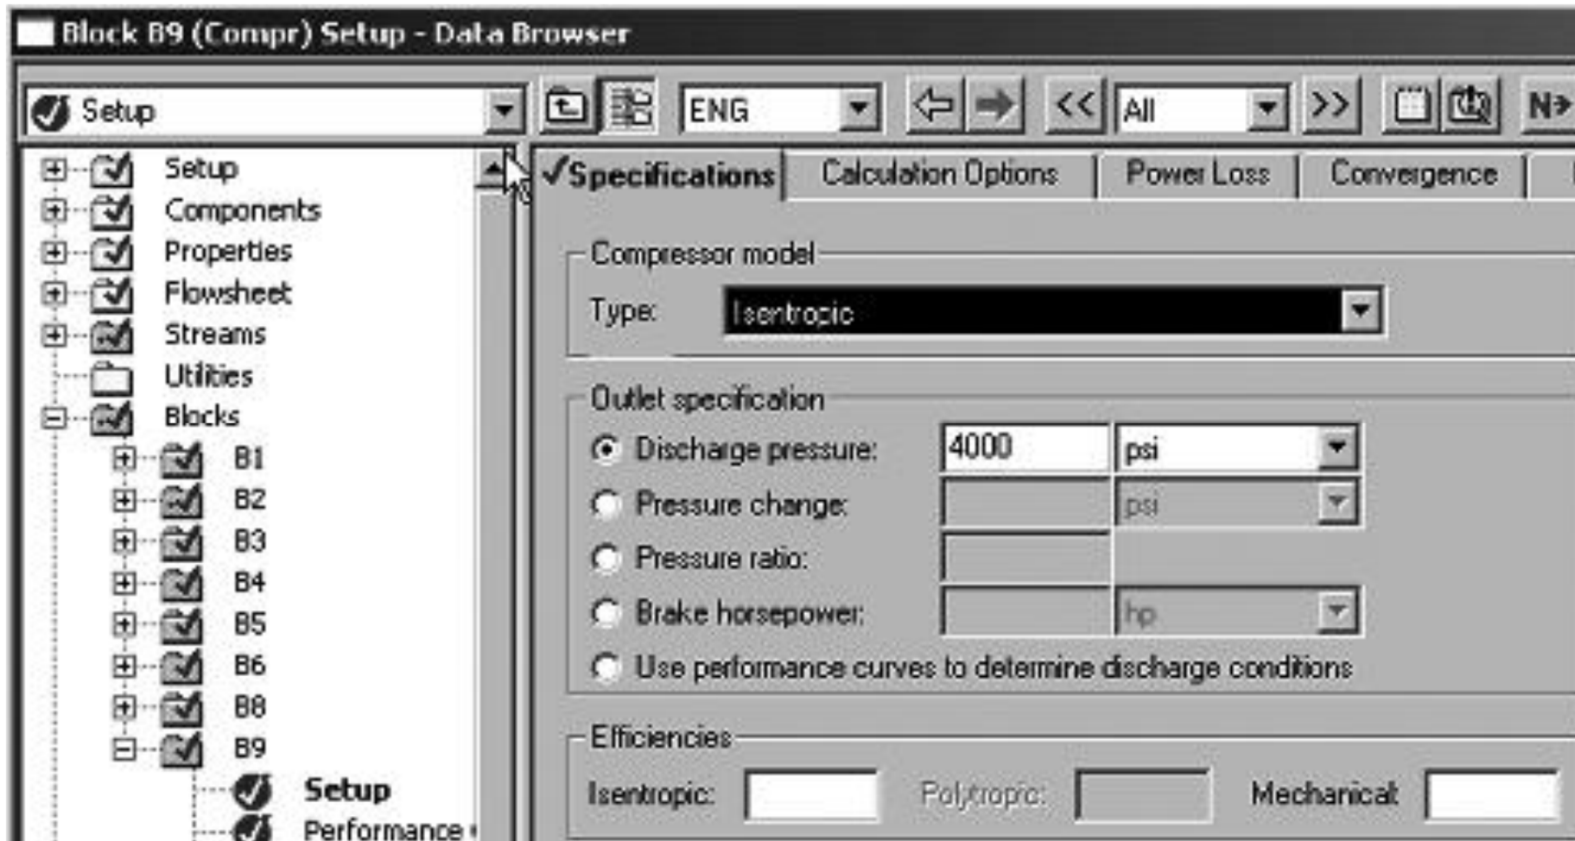 Block B9 (Compr) Setup - Data Browser
Setup ENG All N
Setup
Components
Properties
Flowsheet
Streams
Utilities
Blocks
B1
B2
B3
B4
B5
B6
B8
B9
Setup
Performance
Specifications Calculation Options Power Loss Convergence
Compressor model
Type: Isentropic
Outlet specification
Discharge pressure: 4000 psi
Pressure change: psi
Pressure ratio:
Brake horsepower: hp
Use performance curves to determine discharge conditions
Efficiencies
Isentropic: Polytropic: Mechanical: